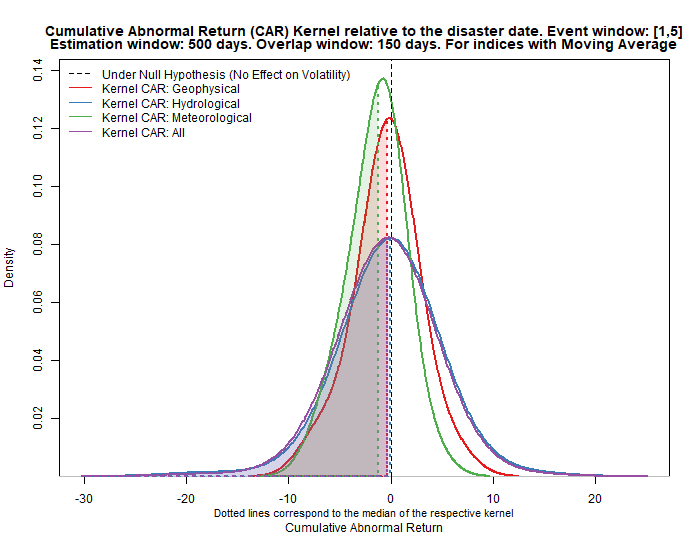 Cumulative Abnormal Return (CAR) Kernel relative to the disaster date. Event window: [1,5]
Estimation window: 500 days. Overlap window: 150 days. For indices with Moving Average
Under Null Hypothesis (No Effect on Volatility)
Kernel CAR: Geophysical
Kernel CAR: Hydrological
Kernel CAR: Meteorological
Kernel CAR: All
Density
0.14
0.12
0.10
0.08
0.06
0.04
0.02
-30 -20 -10 0 10 20
Dotted lines correspond to the median of the respective kernel
Cumulative Abnormal Return